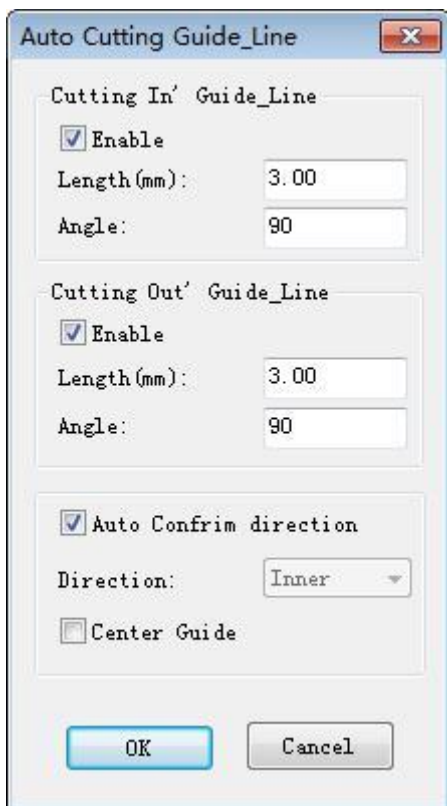 Auto Cutting Guide_Line
Cutting In' Guide_Line
Enable
Length(mm): 3.00
Angle: 90
Cutting Out' Guide_Line
Enable
Length(mm): 3.00
Angle: 90
Auto Confrim direction
Direction: Inner
Center Guide
OK Cancel